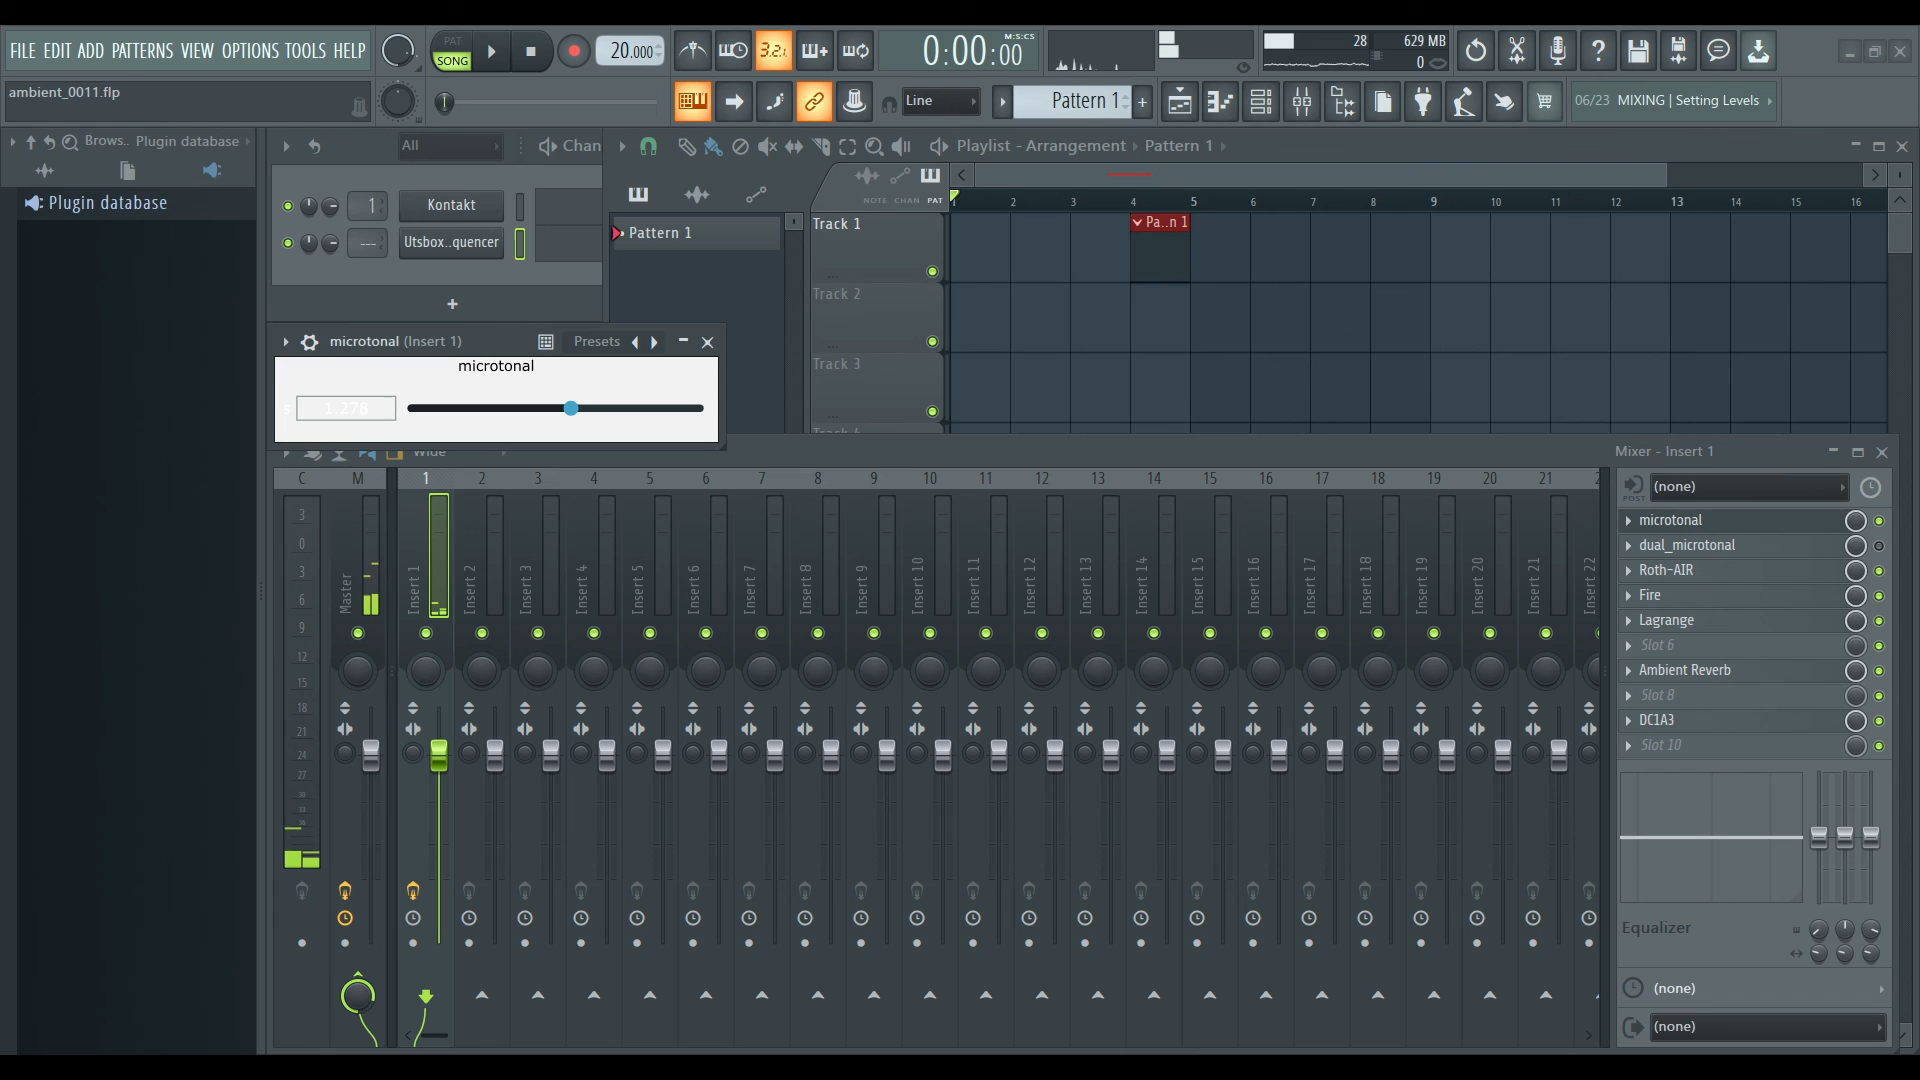 FILE EDIT ADD PATTERNS VIEW OPTIONS TOOLS HELP
PAT
SONG
20.000
3.2.
0:00:00
M:S:CS
28
629 MB
0
ambient_0011.flp
Line
Pattern 1
06/23 MIXING | Setting Levels
Brows.. Plugin database
Plugin database
All
Chan
1
Kontakt
---
Utsbox..quencer
+
Pattern 1
Playlist - Arrangement › Pattern 1 ›
NOTE CHAN PAT
2 3 4 5 6 7 8 9 10 11 12 13 14 15 16
Track 1
Pa..n 1
Track 2
Track 3
microtonal (Insert 1)
Presets
microtonal
1.278
Wide
Mixer - Insert 1
C M 1 2 3 4 5 6 7 8 9 10 11 12 13 14 15 16 17 18 19 20 21
3
0
3
6
9
12
15
18
21
24
27
30
33
36
Master
Insert 1
Insert 2
Insert 3
Insert 4
Insert 5
Insert 6
Insert 7
Insert 8
Insert 9
Insert 10
Insert 11
Insert 12
Insert 13
Insert 14
Insert 15
Insert 16
Insert 17
Insert 18
Insert 19
Insert 20
Insert 21
Insert 22
POST
(none)
microtonal
dual_microtonal
Roth-AIR
Fire
Lagrange
Slot 6
Ambient Reverb
Slot 8
DC1A3
Slot 10
Equalizer
(none)
(none)